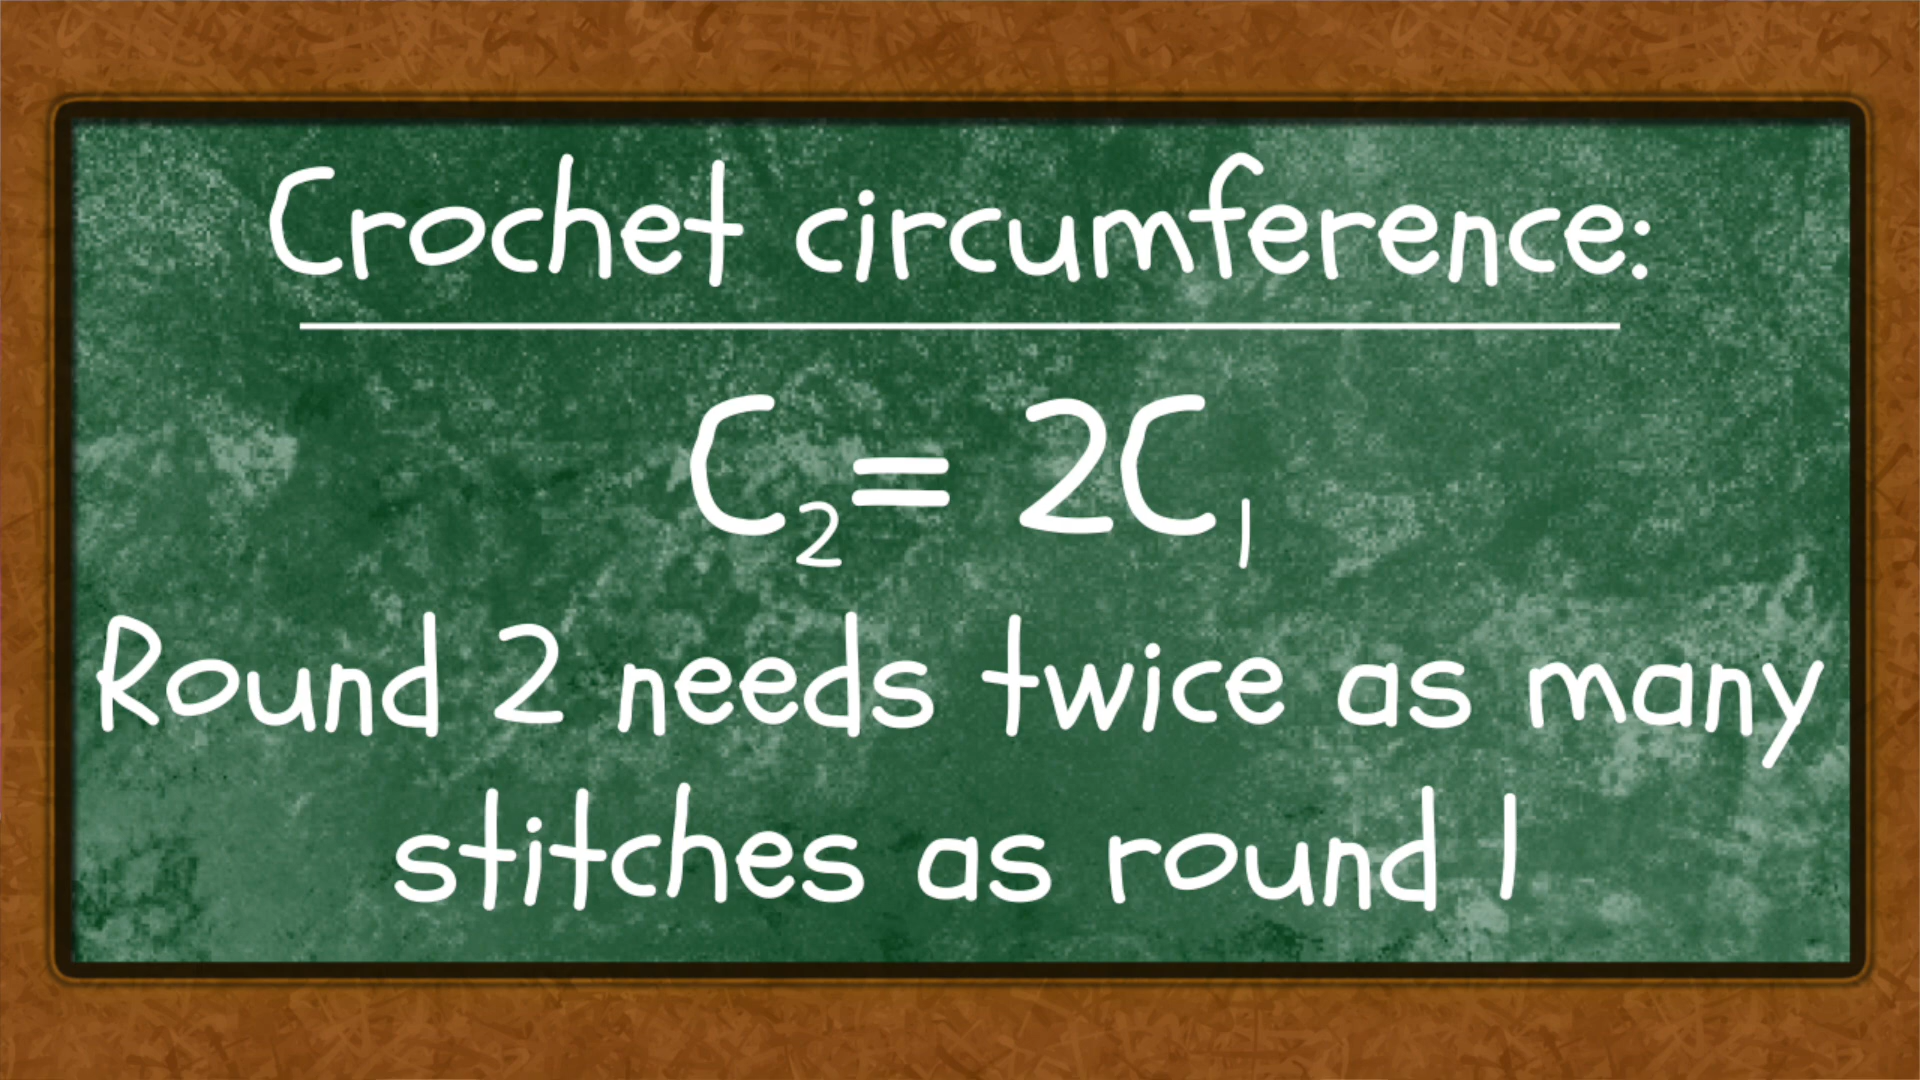 Crochet circumference:
C₂= 2C₁
Round 2 needs twice as many
stitches as round 1